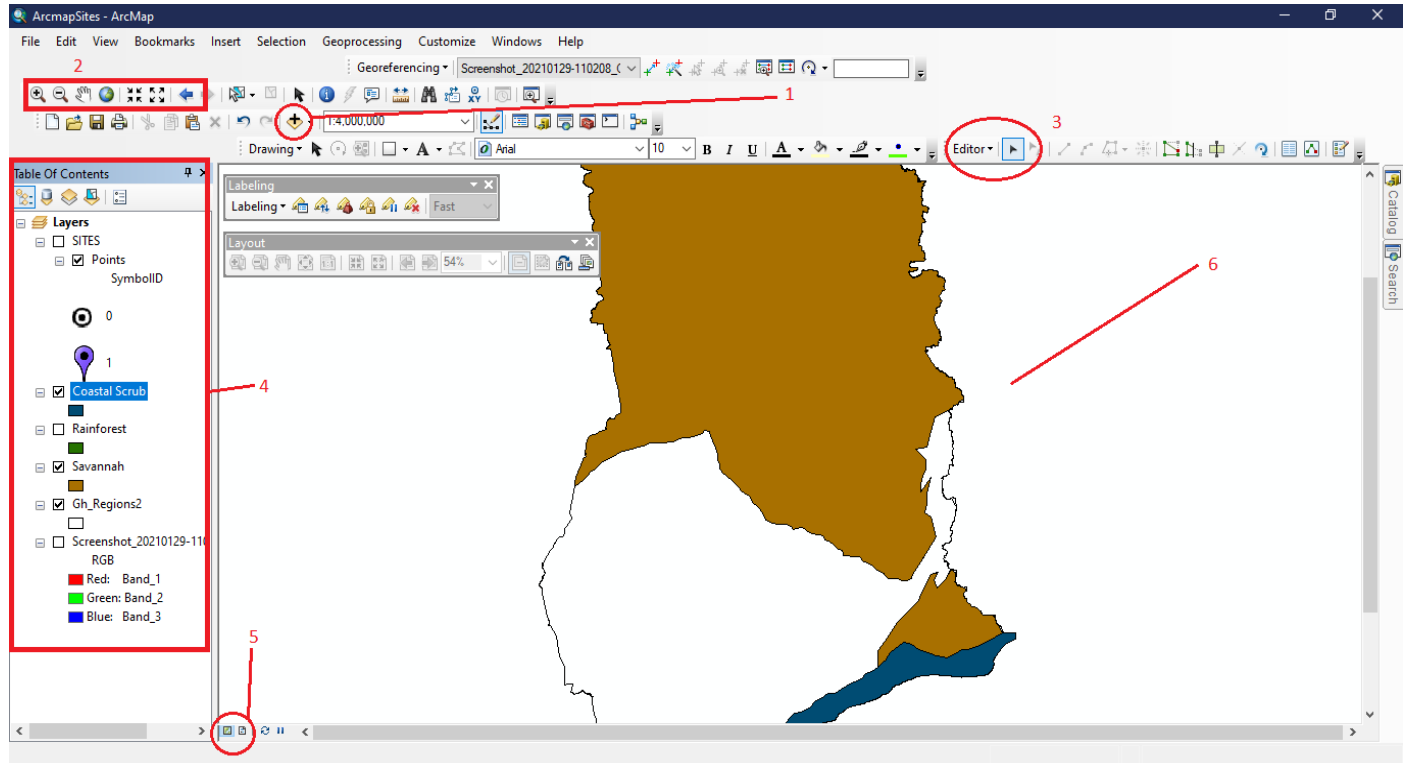 ArcmapSites - ArcMap
File Edit View Bookmarks Insert Selection Geoprocessing Customize Windows Help
2
Georeferencing Screenshot_20210129-110208_(
1
1:4,000,000
3
Drawing A Arial 10 B I U A Editor
Table Of Contents
Layers
SITES
Points
SymbolID
0
1
Coastal Scrub
4
Rainforest
Savannah
Gh_Regions2
Screenshot_20210129-110
RGB
Red: Band_1
Green: Band_2
Blue: Band_3
5
Labeling
Labeling Fast
Layout
54%
6
Catalog
Search